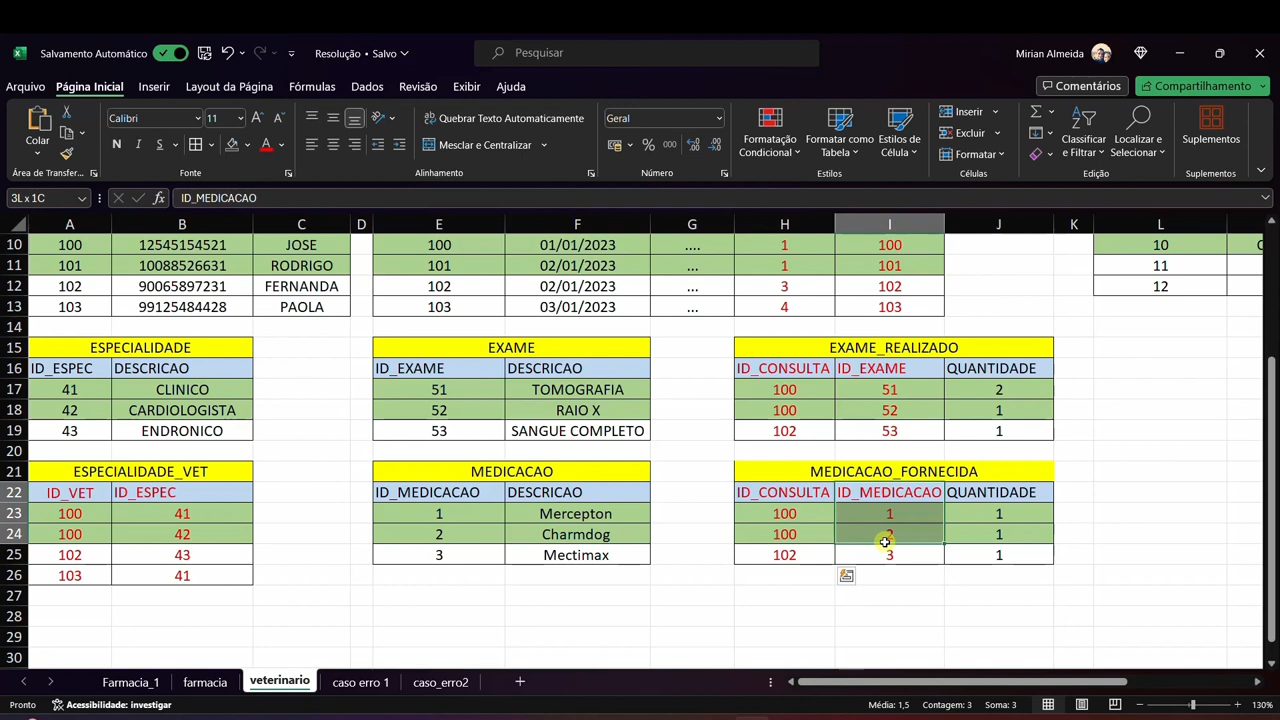 Salvamento Automático Resolução • Salvo Pesquisar Mirian Almeida
Arquivo Página Inicial Inserir Layout da Página Fórmulas Dados Revisão Exibir Ajuda Comentários Compartilhamento
Colar Calibri 11 Quebrar Texto Automaticamente Geral Formatação Condicional Formatar como Tabela Estilos de Célula Inserir Classificar e Filtrar Localizar e Selecionar Suplementos
N I S Mesclar e Centralizar % 000 Excluir
Formatar
Área de Transf... Fonte Alinhamento Número Estilos Células Edição Suplementos
3L x 1C fx ID_MEDICACAO
A B C D E F G H I J K L
10 100 12545154521 JOSE 100 01/01/2023 .... 1 100 10
11 101 10088526631 RODRIGO 101 02/01/2023 ... 1 101 11
12 102 90065897231 FERNANDA 102 02/01/2023 ... 3 102 12
13 103 99125484428 PAOLA 103 03/01/2023 ... 4 103
14
15 ESPECIALIDADE EXAME EXAME_REALIZADO
16 ID_ESPEC DESCRICAO ID_EXAME DESCRICAO ID_CONSULTA ID_EXAME QUANTIDADE
17 41 CLINICO 51 TOMOGRAFIA 100 51 2
18 42 CARDIOLOGISTA 52 RAIO X 100 52 1
19 43 ENDRONICO 53 SANGUE COMPLETO 102 53 1
20
21 ESPECIALIDADE_VET MEDICACAO MEDICACAO_FORNECIDA
22 ID_VET ID_ESPEC ID_MEDICACAO DESCRICAO ID_CONSULTA ID_MEDICACAO QUANTIDADE
23 100 41 1 Mercepton 100 1 1
24 100 42 2 Charmdog 100 2 1
25 102 43 3 Mectimax 102 3 1
26 103 41
27
28
29
30
Farmacia_1 farmacia veterinario caso erro 1 caso_erro2
Pronto Acessibilidade: investigar Média: 1,5 Contagem: 3 Soma: 3 130%